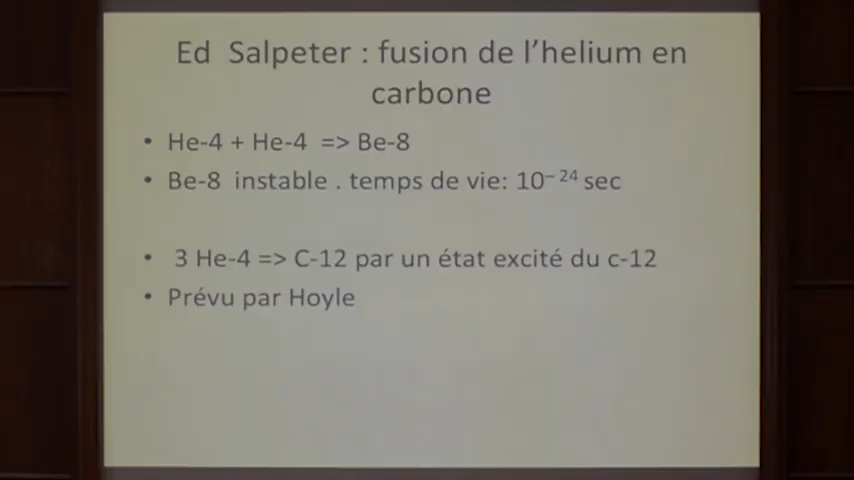 Ed  Salpeter : fusion de l’helium en
carbone
• He-4 + He-4  => Be-8
• Be-8  instable . temps de vie: 10⁻²⁴ sec
•  3 He-4 => C-12 par un état excité du c-12
• Prévu par Hoyle